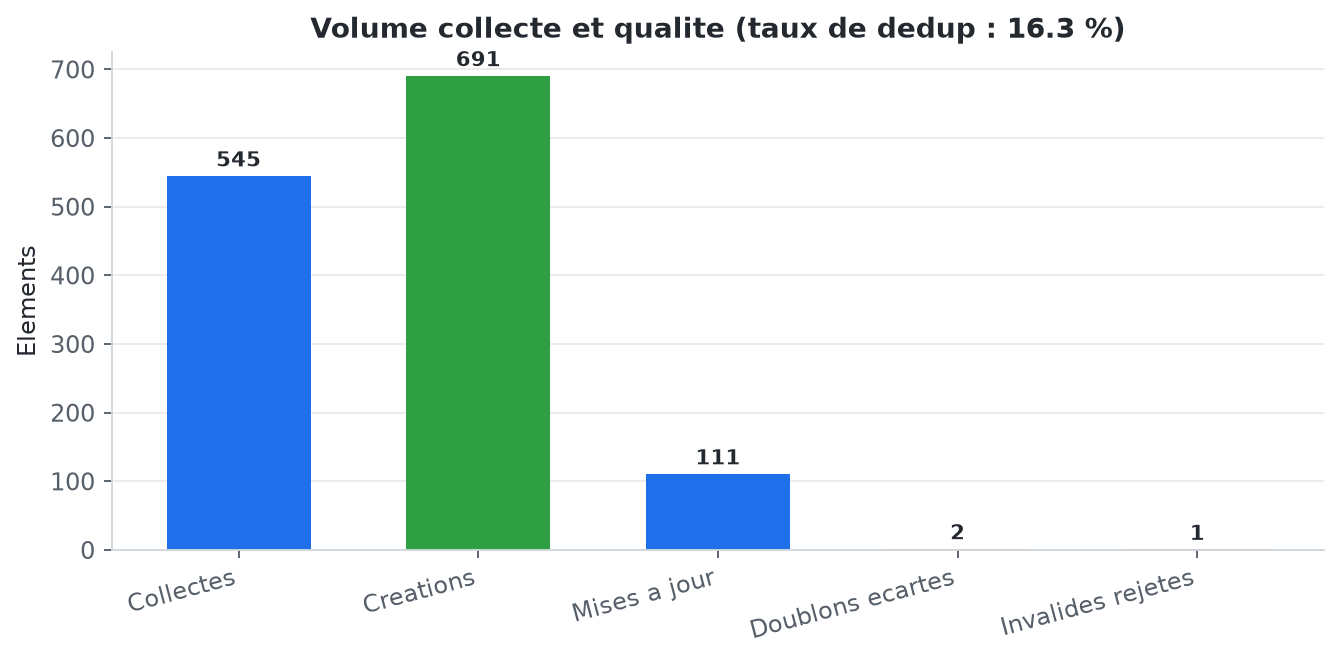 Volume collecte et qualite (taux de dedup : 16.3 %)
Elements
700
600
500
400
300
200
100
0
545
691
111
2
1
Collectes
Creations
Mises a jour
Doublons ecartes
Invalides rejetes